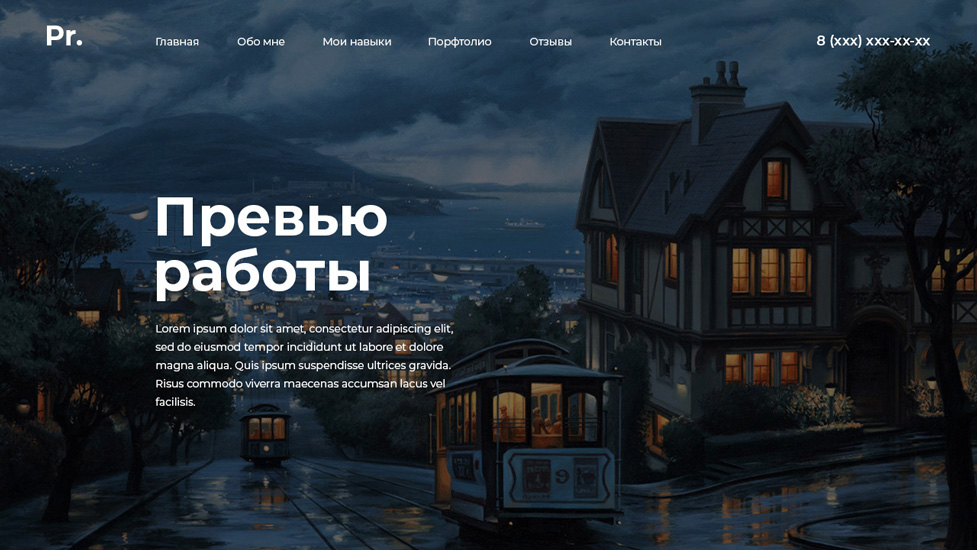 Pr.
Главная Обо мне Мои навыки Порфтолио Отзывы Контакты
8 (xxx) xxx-xx-xx
Превью
работы
Lorem ipsum dolor sit amet, consectetur adipiscing elit,
sed do eiusmod tempor incididunt ut labore et dolore
magna aliqua. Quis ipsum suspendisse ultrices gravida.
Risus commodo viverra maecenas accumsan lacus vel
facilisis.
9